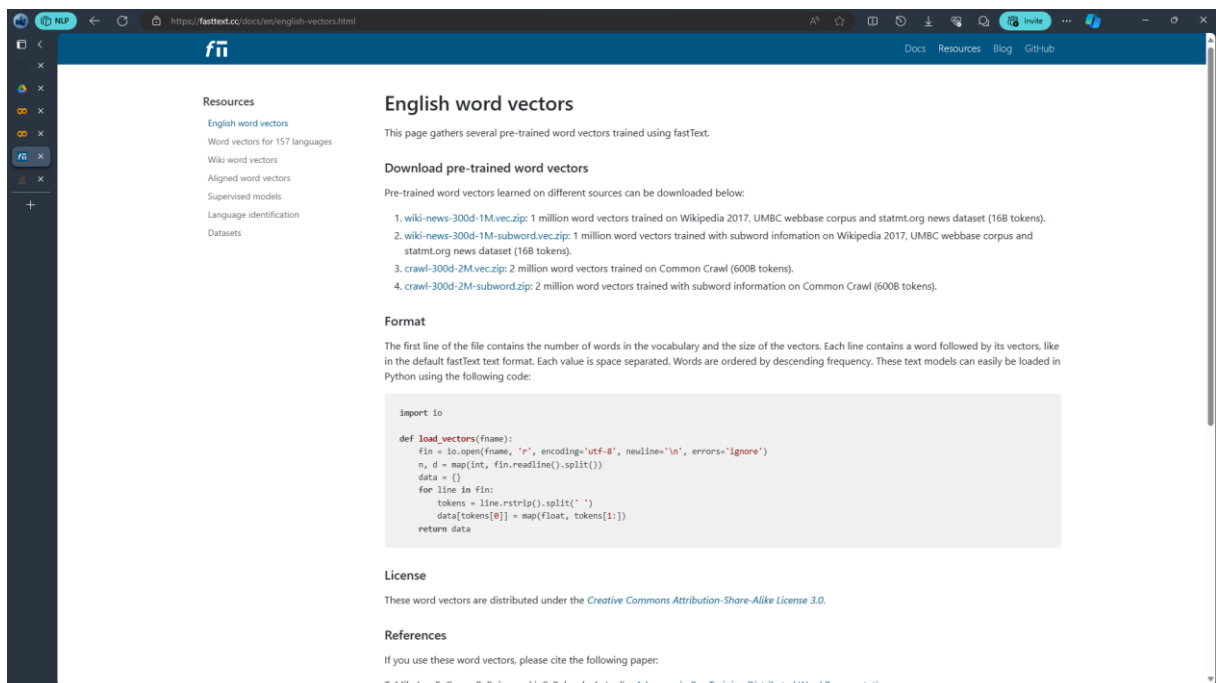 NLP
https://fasttext.cc/docs/en/english-vectors.html
Invite
Docs Resources Blog GitHub
Resources
English word vectors
Word vectors for 157 languages
Wiki word vectors
Aligned word vectors
Supervised models
Language identification
Datasets
English word vectors
This page gathers several pre-trained word vectors trained using fastText.
Download pre-trained word vectors
Pre-trained word vectors learned on different sources can be downloaded below:
1. wiki-news-300d-1M.vec.zip: 1 million word vectors trained on Wikipedia 2017, UMBC webbase corpus and statmt.org news dataset (16B tokens).
2. wiki-news-300d-1M-subword.vec.zip: 1 million word vectors trained with subword infomation on Wikipedia 2017, UMBC webbase corpus and
statmt.org news dataset (16B tokens).
3. crawl-300d-2M.vec.zip: 2 million word vectors trained on Common Crawl (600B tokens).
4. crawl-300d-2M-subword.zip: 2 million word vectors trained with subword information on Common Crawl (600B tokens).
Format
The first line of the file contains the number of words in the vocabulary and the size of the vectors. Each line contains a word followed by its vectors, like
in the default fastText text format. Each value is space separated. Words are ordered by descending frequency. These text models can easily be loaded in
Python using the following code:
import io
def load_vectors(fname):
    fin = io.open(fname, 'r', encoding='utf-8', newline='\n', errors='ignore')
    n, d = map(int, fin.readline().split())
    data = {}
    for line in fin:
        tokens = line.rstrip().split(' ')
        data[tokens[0]] = map(float, tokens[1:])
    return data
License
These word vectors are distributed under the Creative Commons Attribution-Share-Alike License 3.0.
References
If you use these word vectors, please cite the following paper: